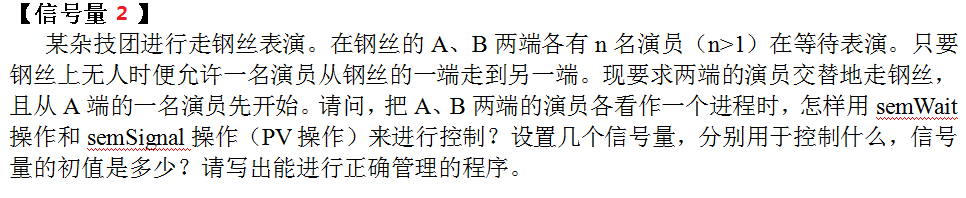 【信号量 2 】
某杂技团进行走钢丝表演。在钢丝的 A、B 两端各有 n 名演员（n>1）在等待表演。只要
钢丝上无人时便允许一名演员从钢丝的一端走到另一端。现要求两端的演员交替地走钢丝，
且从 A 端的一名演员先开始。请问，把 A、B 两端的演员各看作一个进程时，怎样用 semWait
操作和 semSignal 操作（PV 操作）来进行控制？设置几个信号量，分别用于控制什么，信号
量的初值是多少？请写出能进行正确管理的程序。